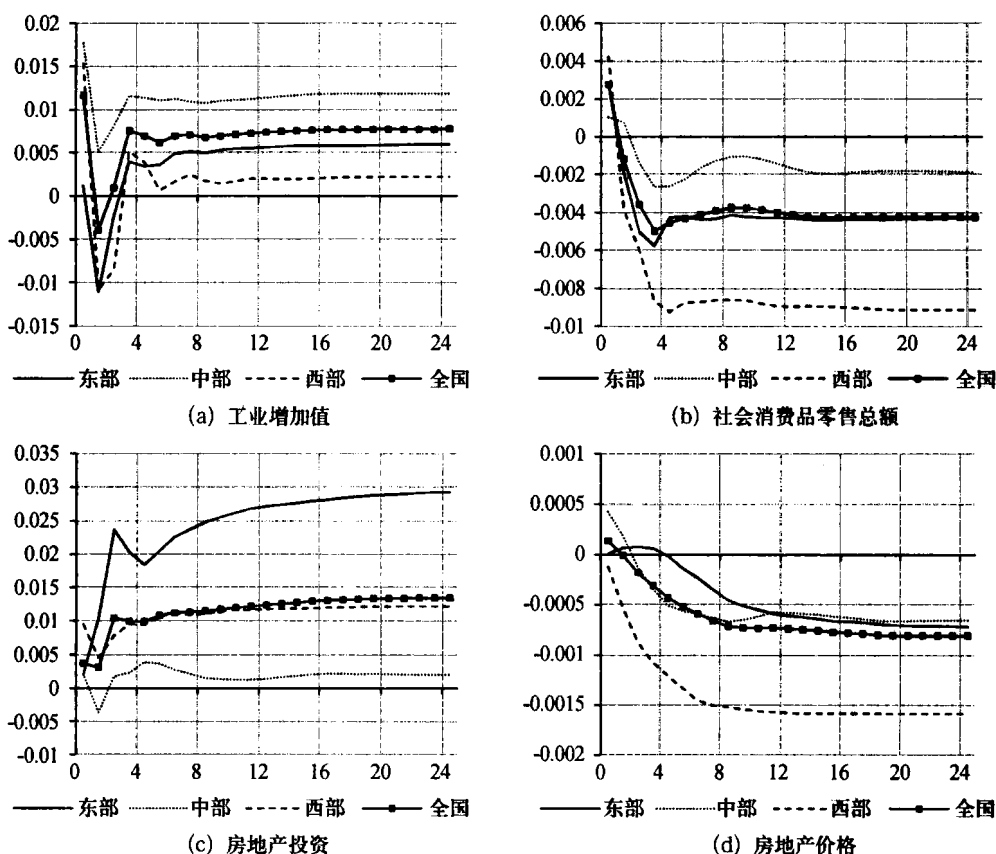 0.02
0.015
0.01
0.005
0
-0.005
-0.01
-0.015
0 4 8 12 16 20 24
东部 中部 西部 全国
(a) 工业增加值
0.006
0.004
0.002
0
-0.002
-0.004
-0.006
-0.008
-0.01
0 4 8 12 16 20 24
东部 中部 西部 全国
(b) 社会消费品零售总额
0.035
0.03
0.025
0.02
0.015
0.01
0.005
0
-0.005
-0.01
0 4 8 12 16 20 24
东部 中部 西部 全国
(c) 房地产投资
0.001
0.0005
0
-0.0005
-0.001
-0.0015
-0.002
0 4 8 12 16 20 24
东部 中部 西部 全国
(d) 房地产价格